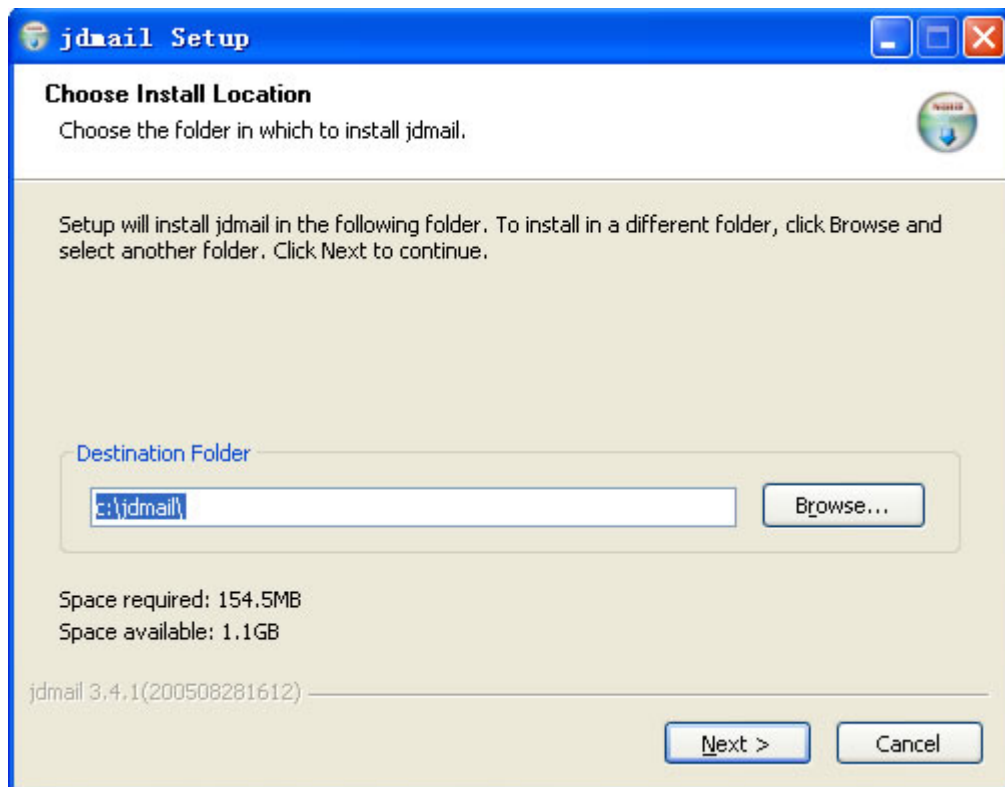 jdmail Setup
Choose Install Location
Choose the folder in which to install jdmail.
Setup will install jdmail in the following folder. To install in a different folder, click Browse and
select another folder. Click Next to continue.
Destination Folder
c:\jdmail\
Browse...
Space required: 154.5MB
Space available: 1.1GB
jdmail 3.4.1(200508281612)
Next >
Cancel